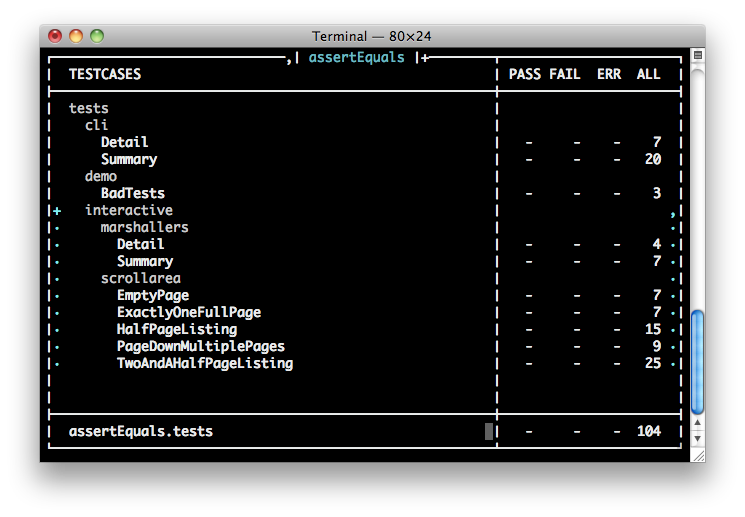 Terminal — 80×24
,| assertEquals |+
TESTCASES PASS FAIL ERR ALL
tests
cli
Detail - - - 7
Summary - - - 20
demo
BadTests - - - 3
+ interactive ,
marshallers
Detail - - - 4
Summary - - - 7
scrollarea
EmptyPage - - - 7
ExactlyOneFullPage - - - 7
HalfPageListing - - - 15
PageDownMultiplePages - - - 9
TwoAndAHalfPageListing - - - 25
assertEquals.tests - - - 104